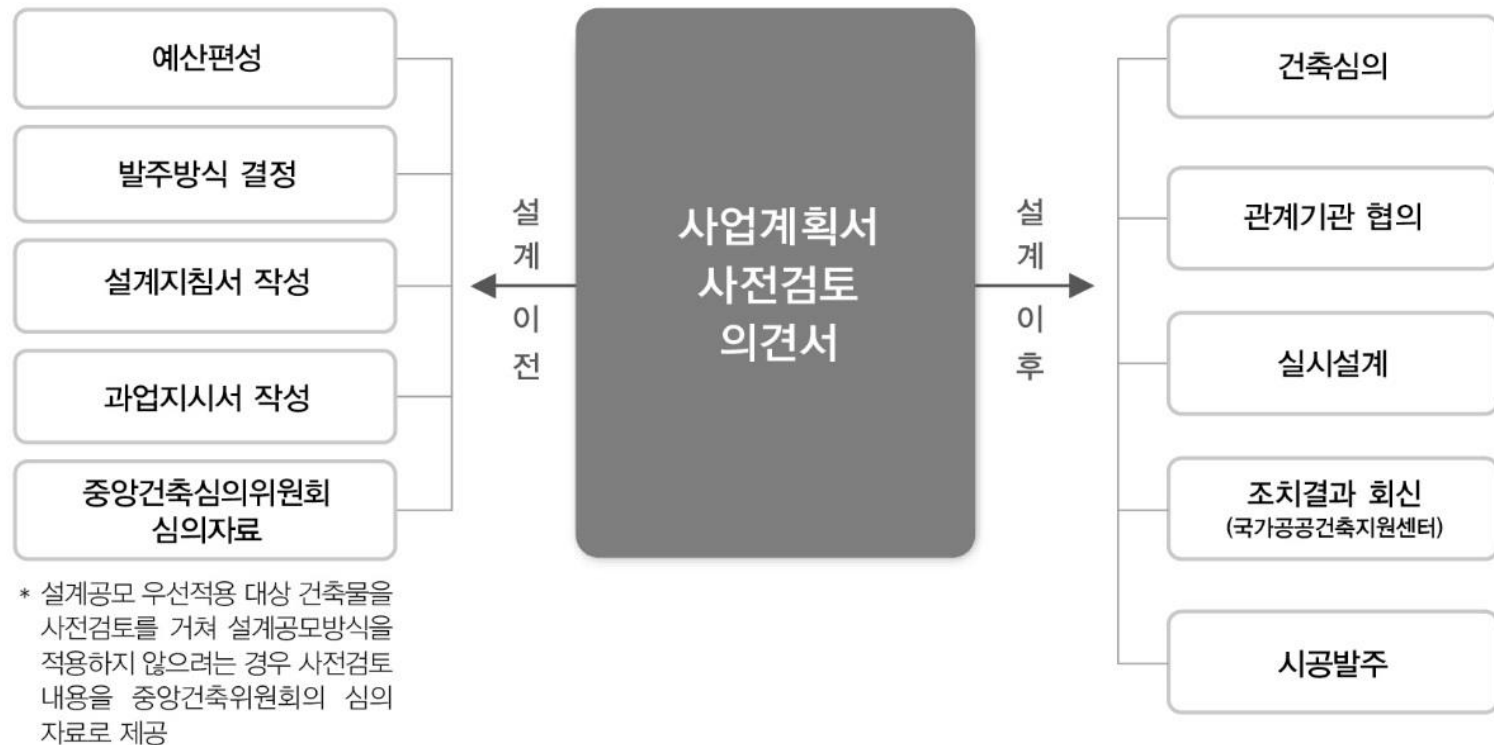 예산편성
발주방식 결정
설계지침서 작성
과업지시서 작성
중앙건축심의위원회
심의자료
* 설계공모 우선적용 대상 건축물을
사전검토를 거쳐 설계공모방식을
적용하지 않으려는 경우 사전검토
내용을 중앙건축위원회의 심의
자료로 제공
설계 이전
사업계획서
사전검토
의견서
설계 이후
건축심의
관계기관 협의
실시설계
조치결과 회신
(국가공공건축지원센터)
시공발주